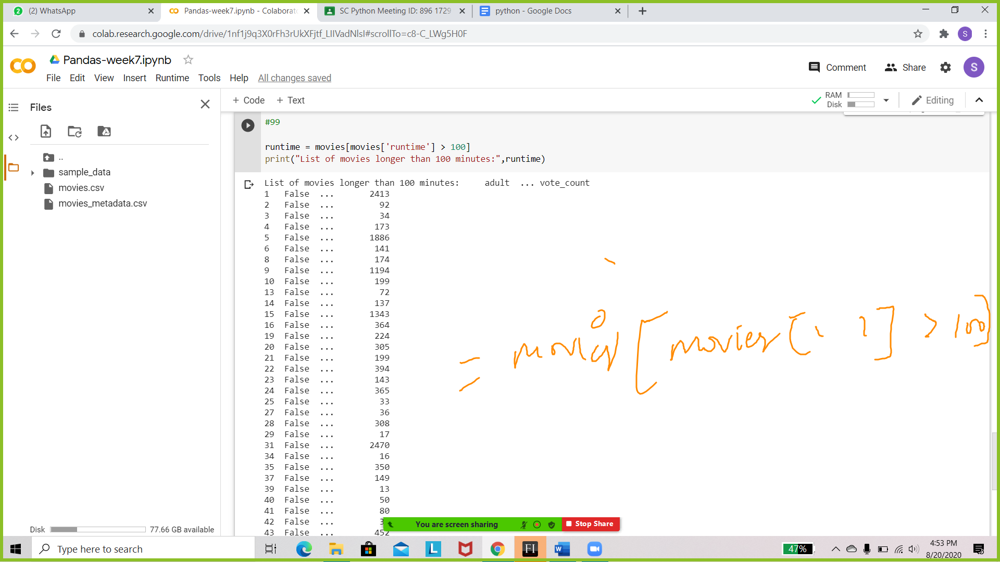 (2) WhatsApp
Pandas-week7.ipynb - Colaborato
SC Python Meeting ID: 896 1729
python - Google Docs
colab.research.google.com/drive/1nf1j9q3X0rFh3rUkXFjtf_LIIVadNlsI#scrollTo=c8-C_LWg5H0F
S
CO
Pandas-week7.ipynb
File Edit View Insert Runtime Tools Help All changes saved
Comment Share S
Files
+ Code + Text
RAM
Disk
Editing
..
sample_data
movies.csv
movies_metadata.csv
#99
runtime = movies[movies['runtime'] > 100]
print("List of movies longer than 100 minutes:",runtime)
List of movies longer than 100 minutes: adult ... vote_count
1 False ... 2413
2 False ... 92
3 False ... 34
4 False ... 173
5 False ... 1886
6 False ... 141
8 False ... 174
9 False ... 1194
10 False ... 199
13 False ... 72
14 False ... 137
15 False ... 1343
16 False ... 364
19 False ... 224
20 False ... 305
21 False ... 199
22 False ... 394
23 False ... 143
24 False ... 365
25 False ... 33
27 False ... 36
28 False ... 308
29 False ... 17
31 False ... 2470
34 False ... 16
35 False ... 350
37 False ... 149
39 False ... 13
40 False ... 50
41 False ... 80
42 False ...
43 False ... 452
= movies [movies[' '] > 100]
Disk 77.66 GB available
You are screen sharing Stop Share
Type here to search
L
FI
W
47%
4:53 PM
8/20/2020